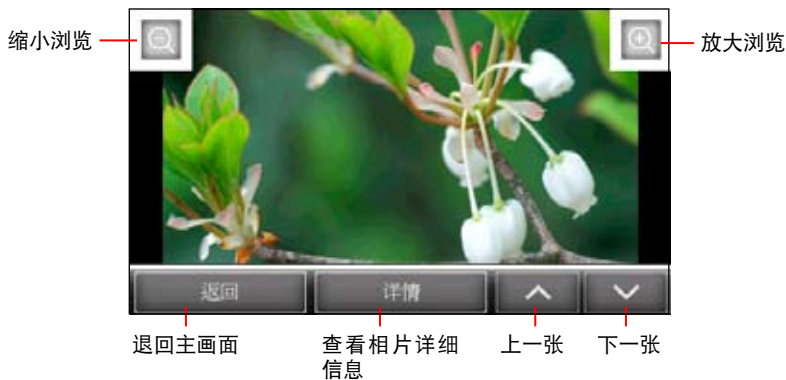 缩小浏览
放大浏览
返回
详情
退回主画面
查看相片详细
信息
上一张
下一张